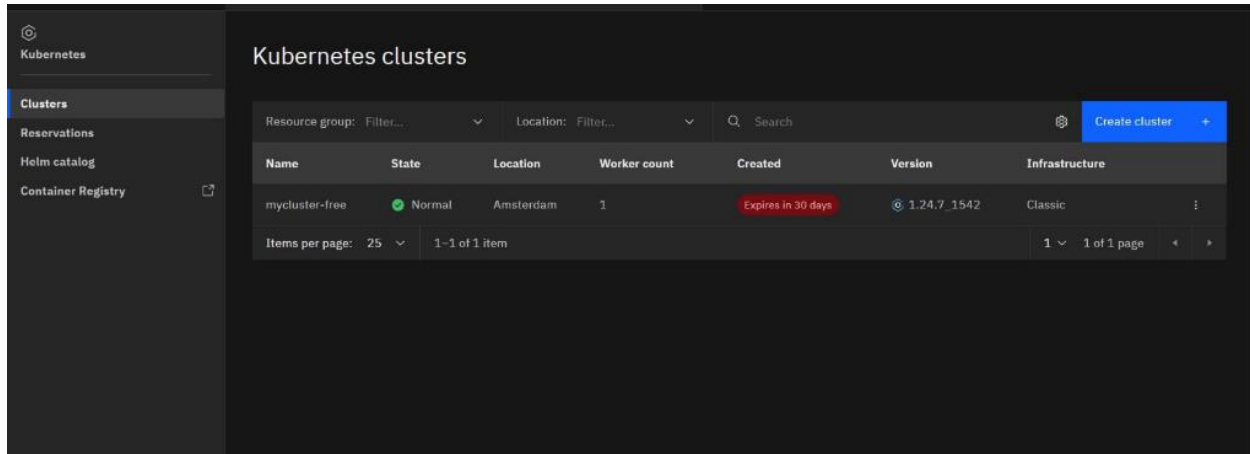 Kubernetes
Clusters
Reservations
Helm catalog
Container Registry
Kubernetes clusters
Resource group: Filter... Location: Filter... Search Create cluster +
Name State Location Worker count Created Version Infrastructure
mycluster-free Normal Amsterdam 1 Expires in 30 days 1.24.7_1542 Classic
Items per page: 25 1–1 of 1 item 1 1 of 1 page